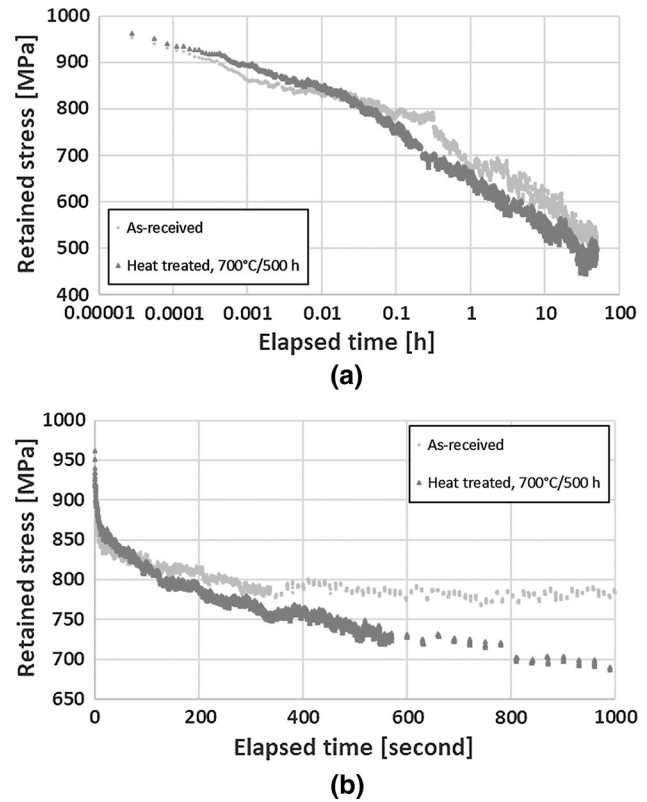 1000
900
800
700
600
500
400
Retained stress [MPa]
As-received
Heat treated, 700°C/500 h
0.00001 0.0001 0.001 0.01 0.1 1 10 100
Elapsed time [h]
(a)
1000
950
900
850
800
750
700
650
Retained stress [MPa]
As-received
Heat treated, 700°C/500 h
0 200 400 600 800 1000
Elapsed time [second]
(b)